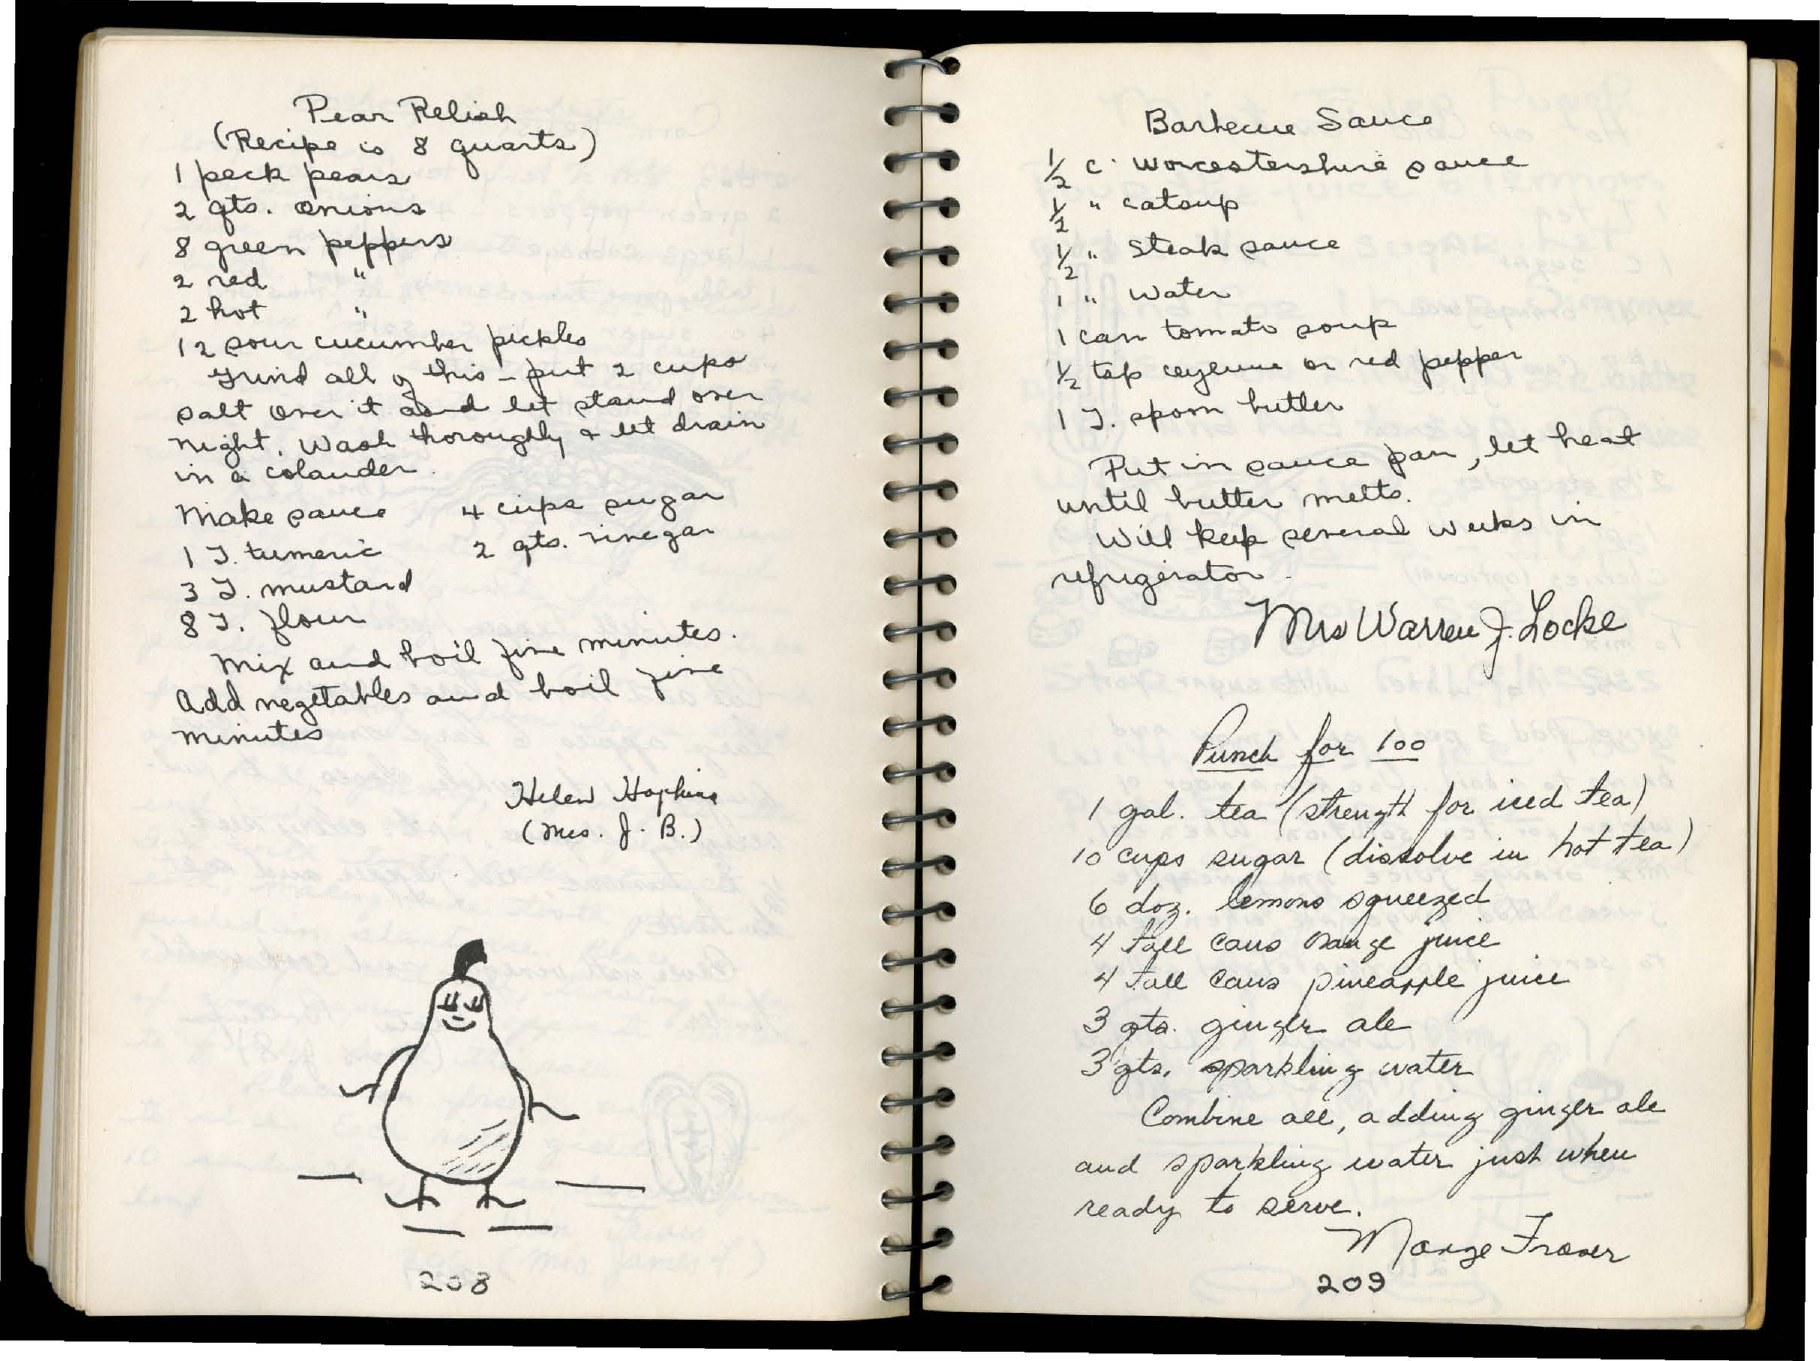 Pear Relish
(Recipe is 8 quarts)
1 peck pears
2 qts. onions
8 green peppers
2 red "
2 hot "
12 sour cucumber pickles
Grind all of this - put 2 cups
salt over it and let stand over
night. Wash thoroughly & let drain
in a colander.
Make sauce 4 cups sugar
1 T. tumeric 2 qts. vinegar
3 T. mustard
8 T. flour
Mix and boil five minutes.
Add vegetables and boil five
minutes
Helen Hopkins
(Mrs. J. B.)
208
Barbecue Sauce
1/2 c. Worcestershire sauce
1/2 " catsup
1/2 " Steak sauce
1 " Water
1 can tomato soup
1/2 tsp ceyenne or red pepper
1 T. spoon butter
Put in sauce pan, let heat
until butter melts.
Will keep several weeks in
refrigerator.
Mrs Warren J. Locke
Punch for 100
1 gal. tea (strength for iced tea)
10 cups sugar (dissolve in hot tea)
6 doz. lemons squeezed
4 tall cans orange juice
4 tall cans pineapple juice
3 qts. ginger ale
3 qts. sparkling water
Combine all, adding ginger ale
and sparkling water just when
ready to serve.
Marge Fraser
209